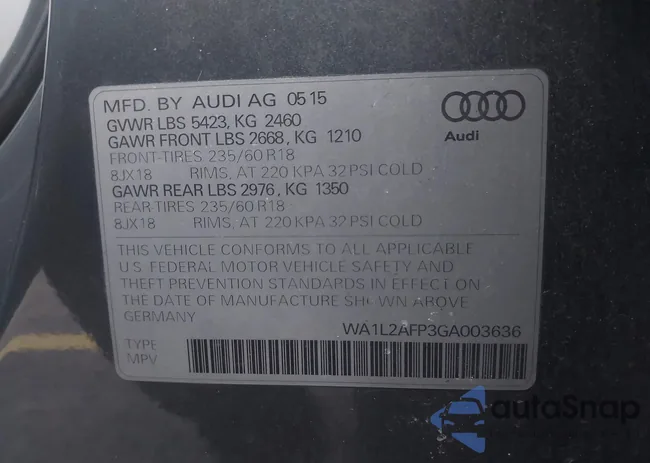 MFD. BY AUDI AG 05 15
GVWR LBS 5423, KG 2460
GAWR FRONT LBS 2668, KG 1210
FRONT-TIRES 235/60 R18
8JX18 RIMS, AT 220 KPA 32 PSI COLD
GAWR REAR LBS 2976, KG 1350
REAR-TIRES 235/60 R18
8JX18 RIMS, AT 220 KPA 32 PSI COLD
THIS VEHICLE CONFORMS TO ALL APPLICABLE
U.S. FEDERAL MOTOR VEHICLE SAFETY AND
THEFT PREVENTION STANDARDS IN EFFECT ON
THE DATE OF MANUFACTURE SHOWN ABOVE
GERMANY
WA1L2AFP3GA003636
TYPE
MPV
Audi
autoSnap